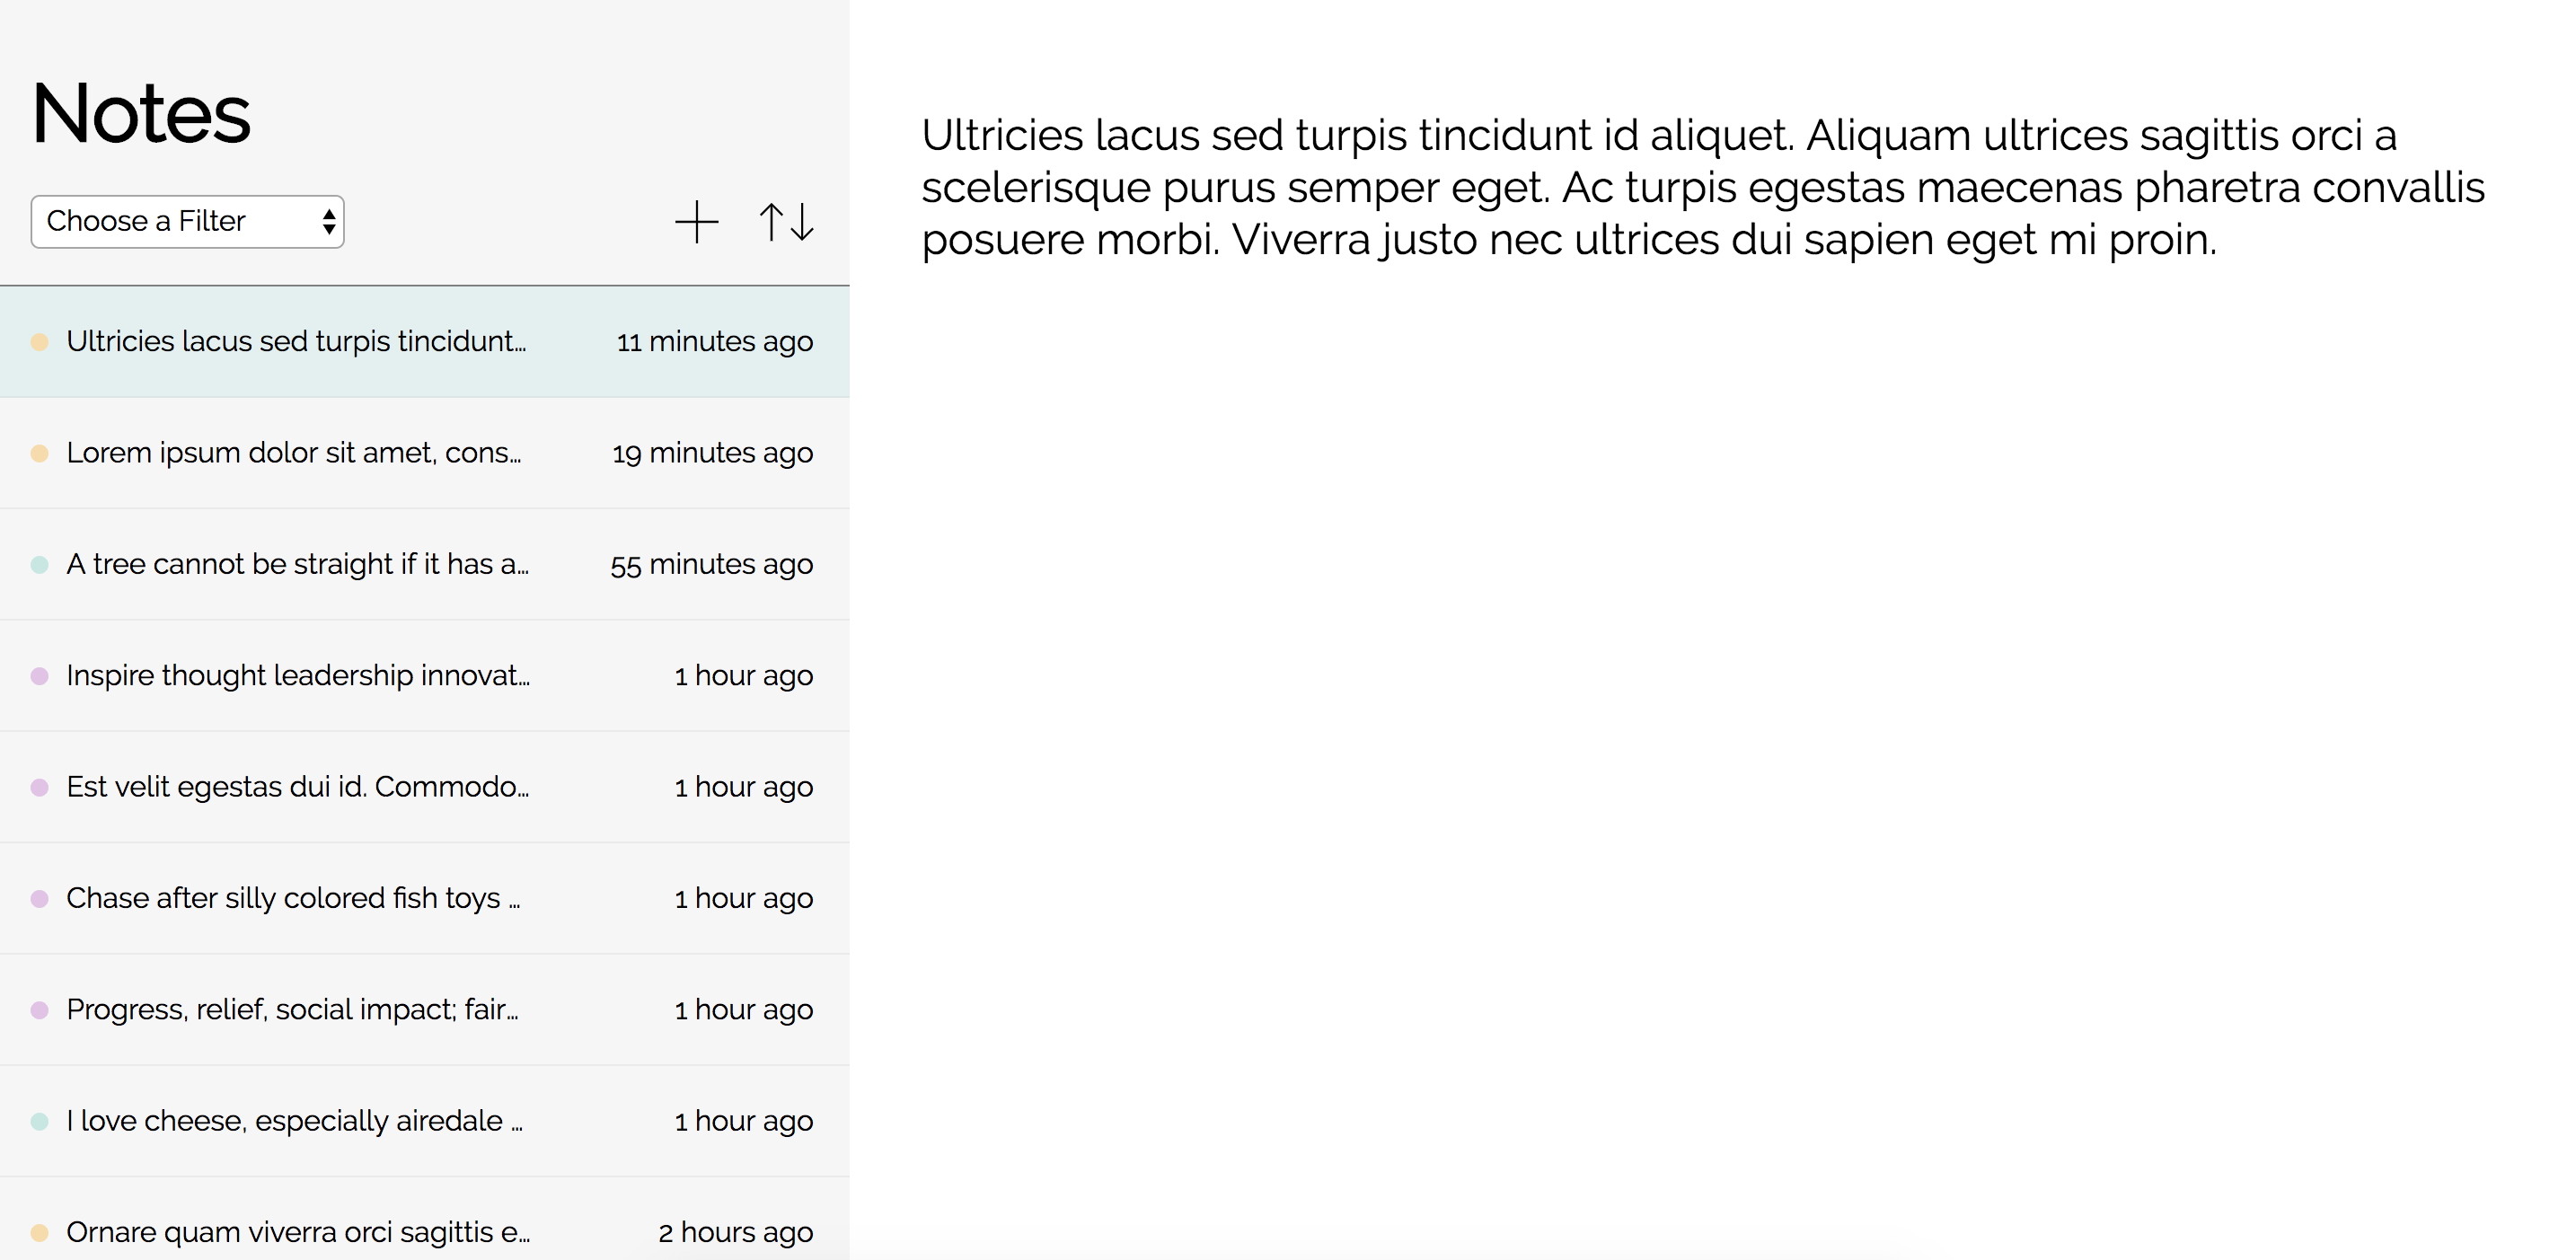 Notes
Choose a Filter
Ultricies lacus sed turpis tincidunt... 11 minutes ago
Lorem ipsum dolor sit amet, cons... 19 minutes ago
A tree cannot be straight if it has a... 55 minutes ago
Inspire thought leadership innovat... 1 hour ago
Est velit egestas dui id. Commodo... 1 hour ago
Chase after silly colored fish toys ... 1 hour ago
Progress, relief, social impact; fair... 1 hour ago
I love cheese, especially airedale ... 1 hour ago
Ornare quam viverra orci sagittis e... 2 hours ago
Ultricies lacus sed turpis tincidunt id aliquet. Aliquam ultrices sagittis orci a
scelerisque purus semper eget. Ac turpis egestas maecenas pharetra convallis
posuere morbi. Viverra justo nec ultrices dui sapien eget mi proin.